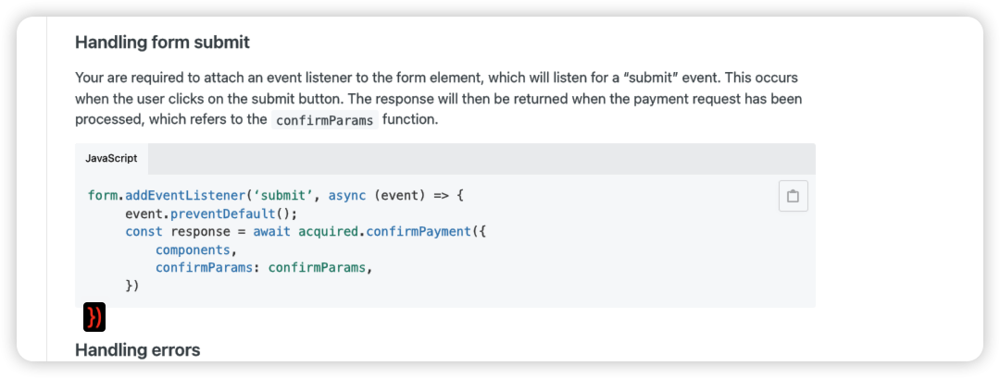 Handling form submit
Your are required to attach an event listener to the form element, which will listen for a “submit” event. This occurs
when the user clicks on the submit button. The response will then be returned when the payment request has been
processed, which refers to the confirmParams function.
JavaScript
form.addEventListener(‘submit’, async (event) => {
     event.preventDefault();
     const response = await acquired.confirmPayment({
         components,
         confirmParams: confirmParams,
     })
})
Handling errors